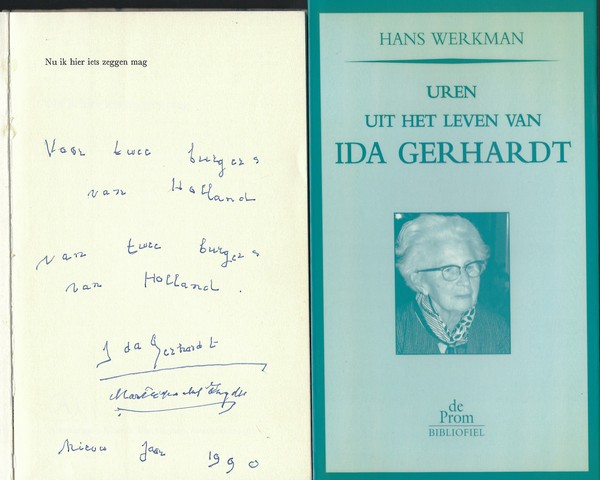 Nu ik hier iets zeggen mag
Voor twee burgers
van Holland
van twee burgers
van Holland.
Ida Gerhardt
Nieuw Jaar 1990
HANS WERKMAN
UREN
UIT HET LEVEN VAN
IDA GERHARDT
de
Prom
BIBLIOFIEL